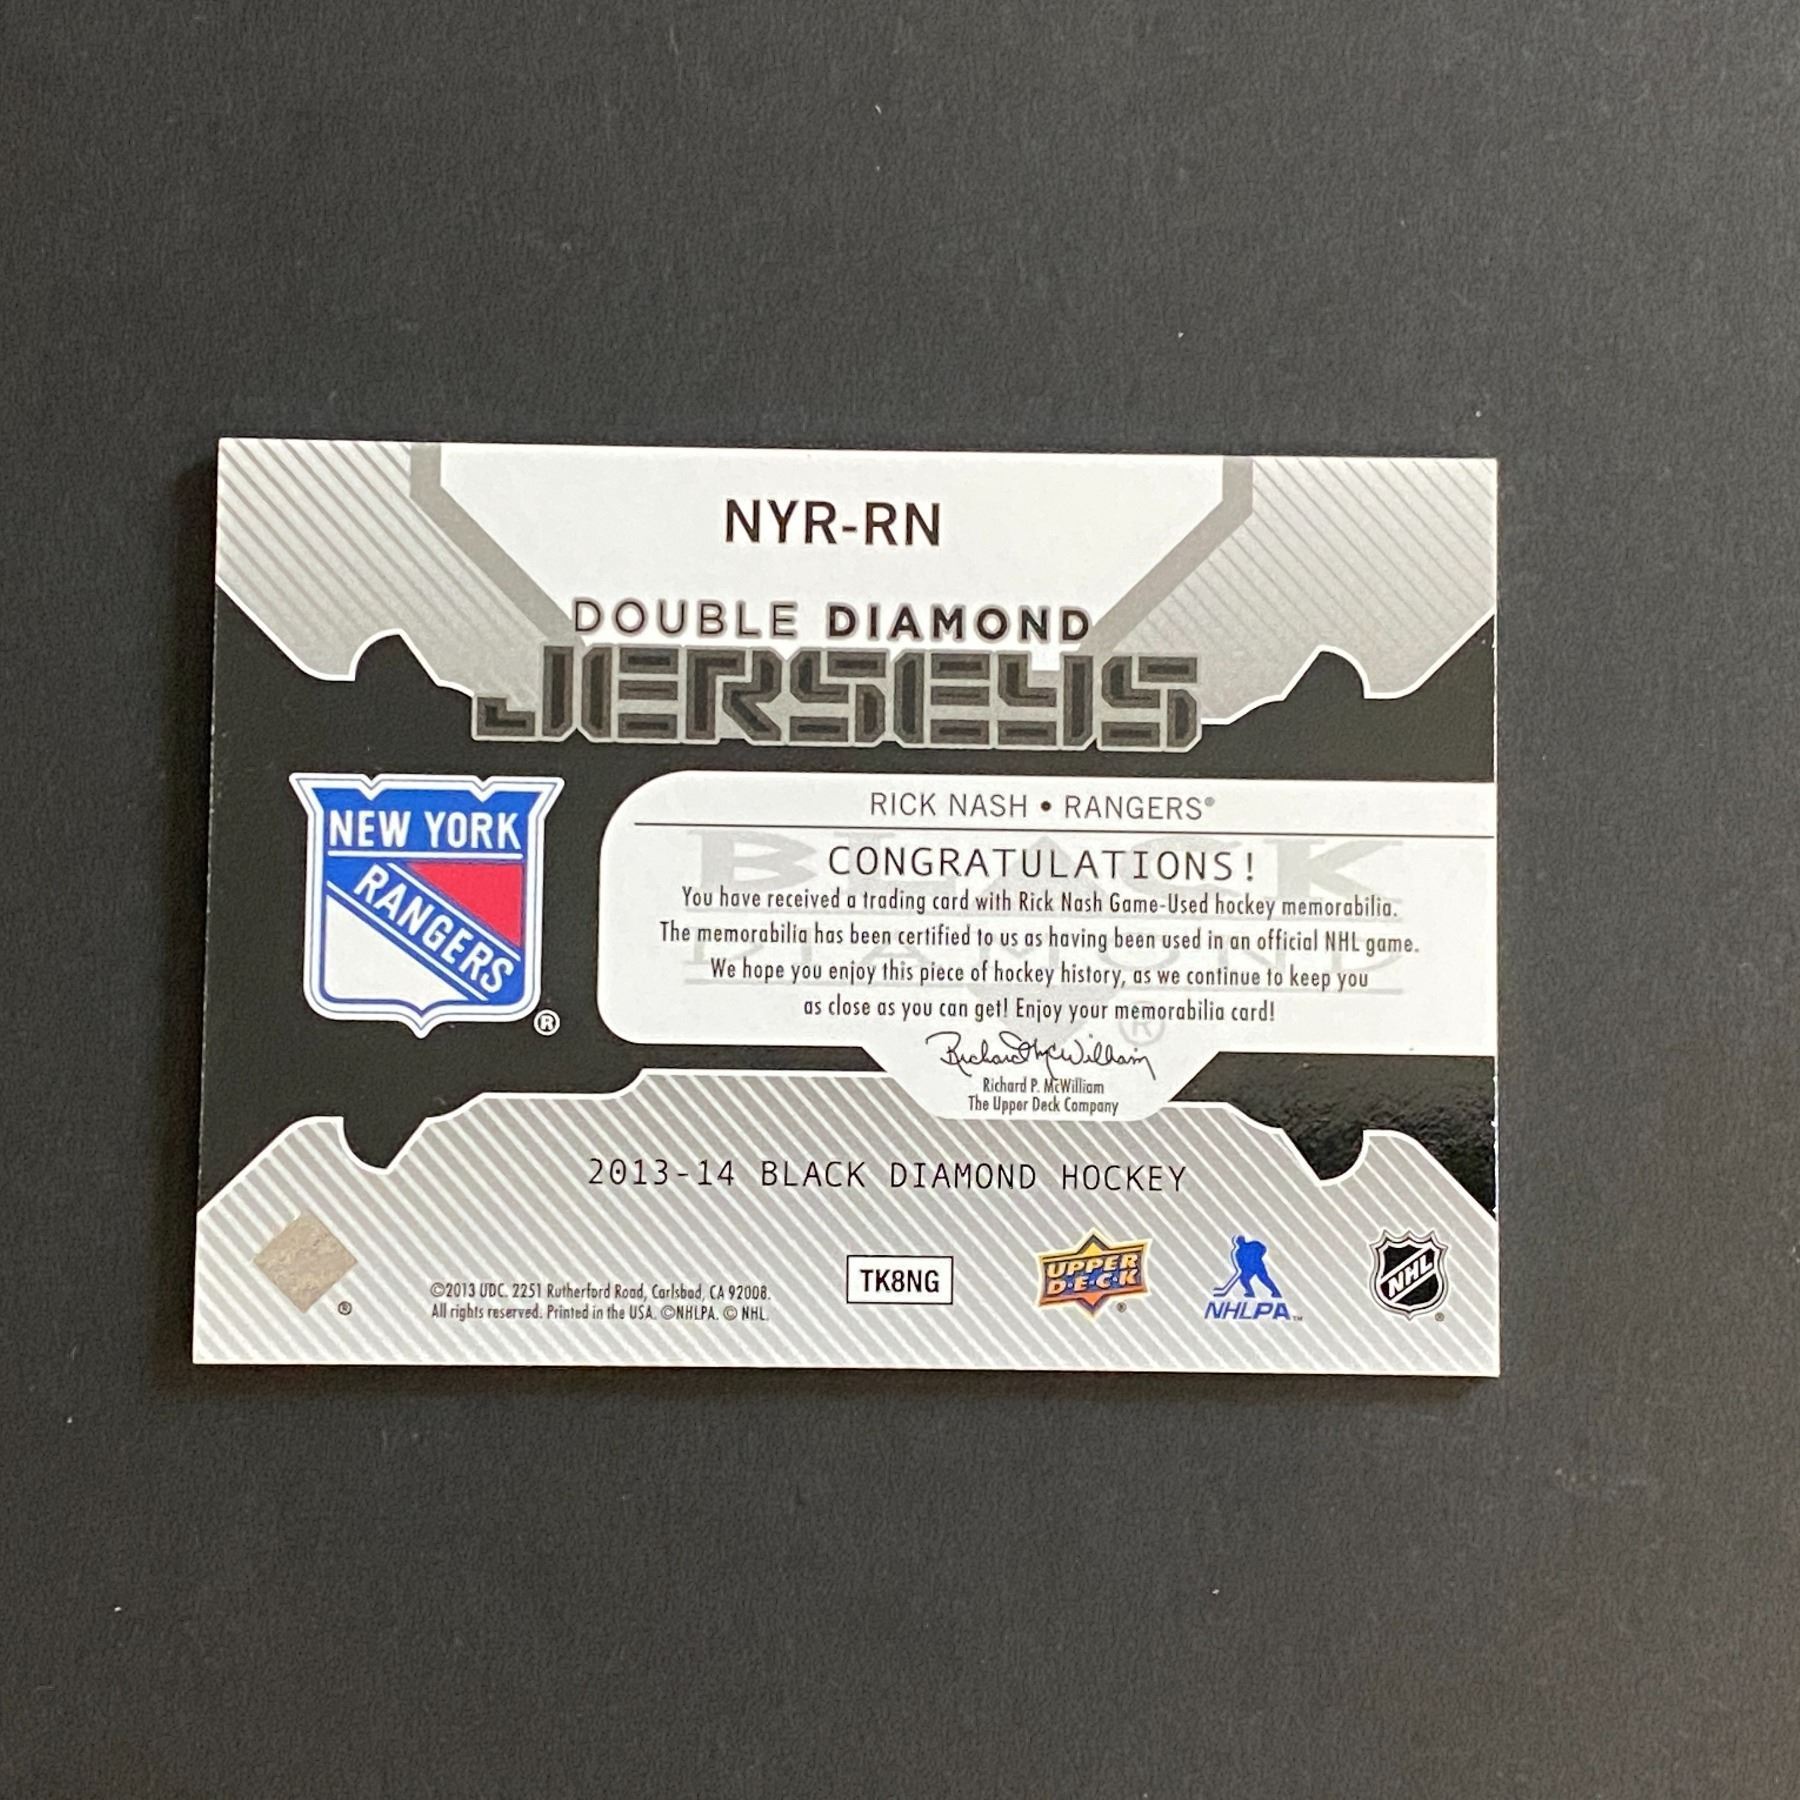 NYR-RN
DOUBLE DIAMOND
JERSEYS
NEW YORK
RANGERS
®
RICK NASH • RANGERS®
BLACK
DIAMOND
®
CONGRATULATIONS!
You have received a trading card with Rick Nash Game-Used hockey memorabilia.
The memorabilia has been certified to us as having been used in an official NHL game.
We hope you enjoy this piece of hockey history, as we continue to keep you
as close as you can get! Enjoy your memorabilia card!
Richard McWilliam
Richard P. McWilliam
The Upper Deck Company
2013-14 BLACK DIAMOND HOCKEY
®
©2013 UDC. 2251 Rutherford Road, Carlsbad, CA 92008.
All rights reserved. Printed in the USA. ©NHLPA. © NHL.
TK8NG
UPPER
D·E·C·K
®
NHLPA™
NHL
®